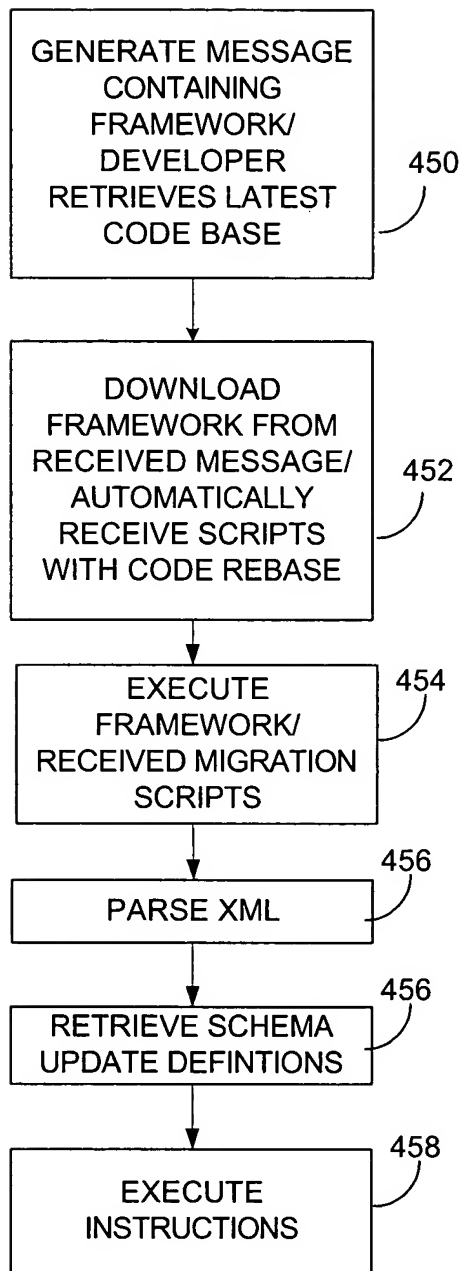 GENERATE MESSAGE
CONTAINING
FRAMEWORK/
DEVELOPER
RETRIEVES LATEST
CODE BASE
450
DOWNLOAD
FRAMEWORK FROM
RECEIVED MESSAGE/
AUTOMATICALLY
RECEIVE SCRIPTS
WITH CODE REBASE
452
EXECUTE
FRAMEWORK/
RECEIVED MIGRATION
SCRIPTS
454
PARSE XML
456
RETRIEVE SCHEMA
UPDATE DEFINTIONS
456
EXECUTE
INSTRUCTIONS
458